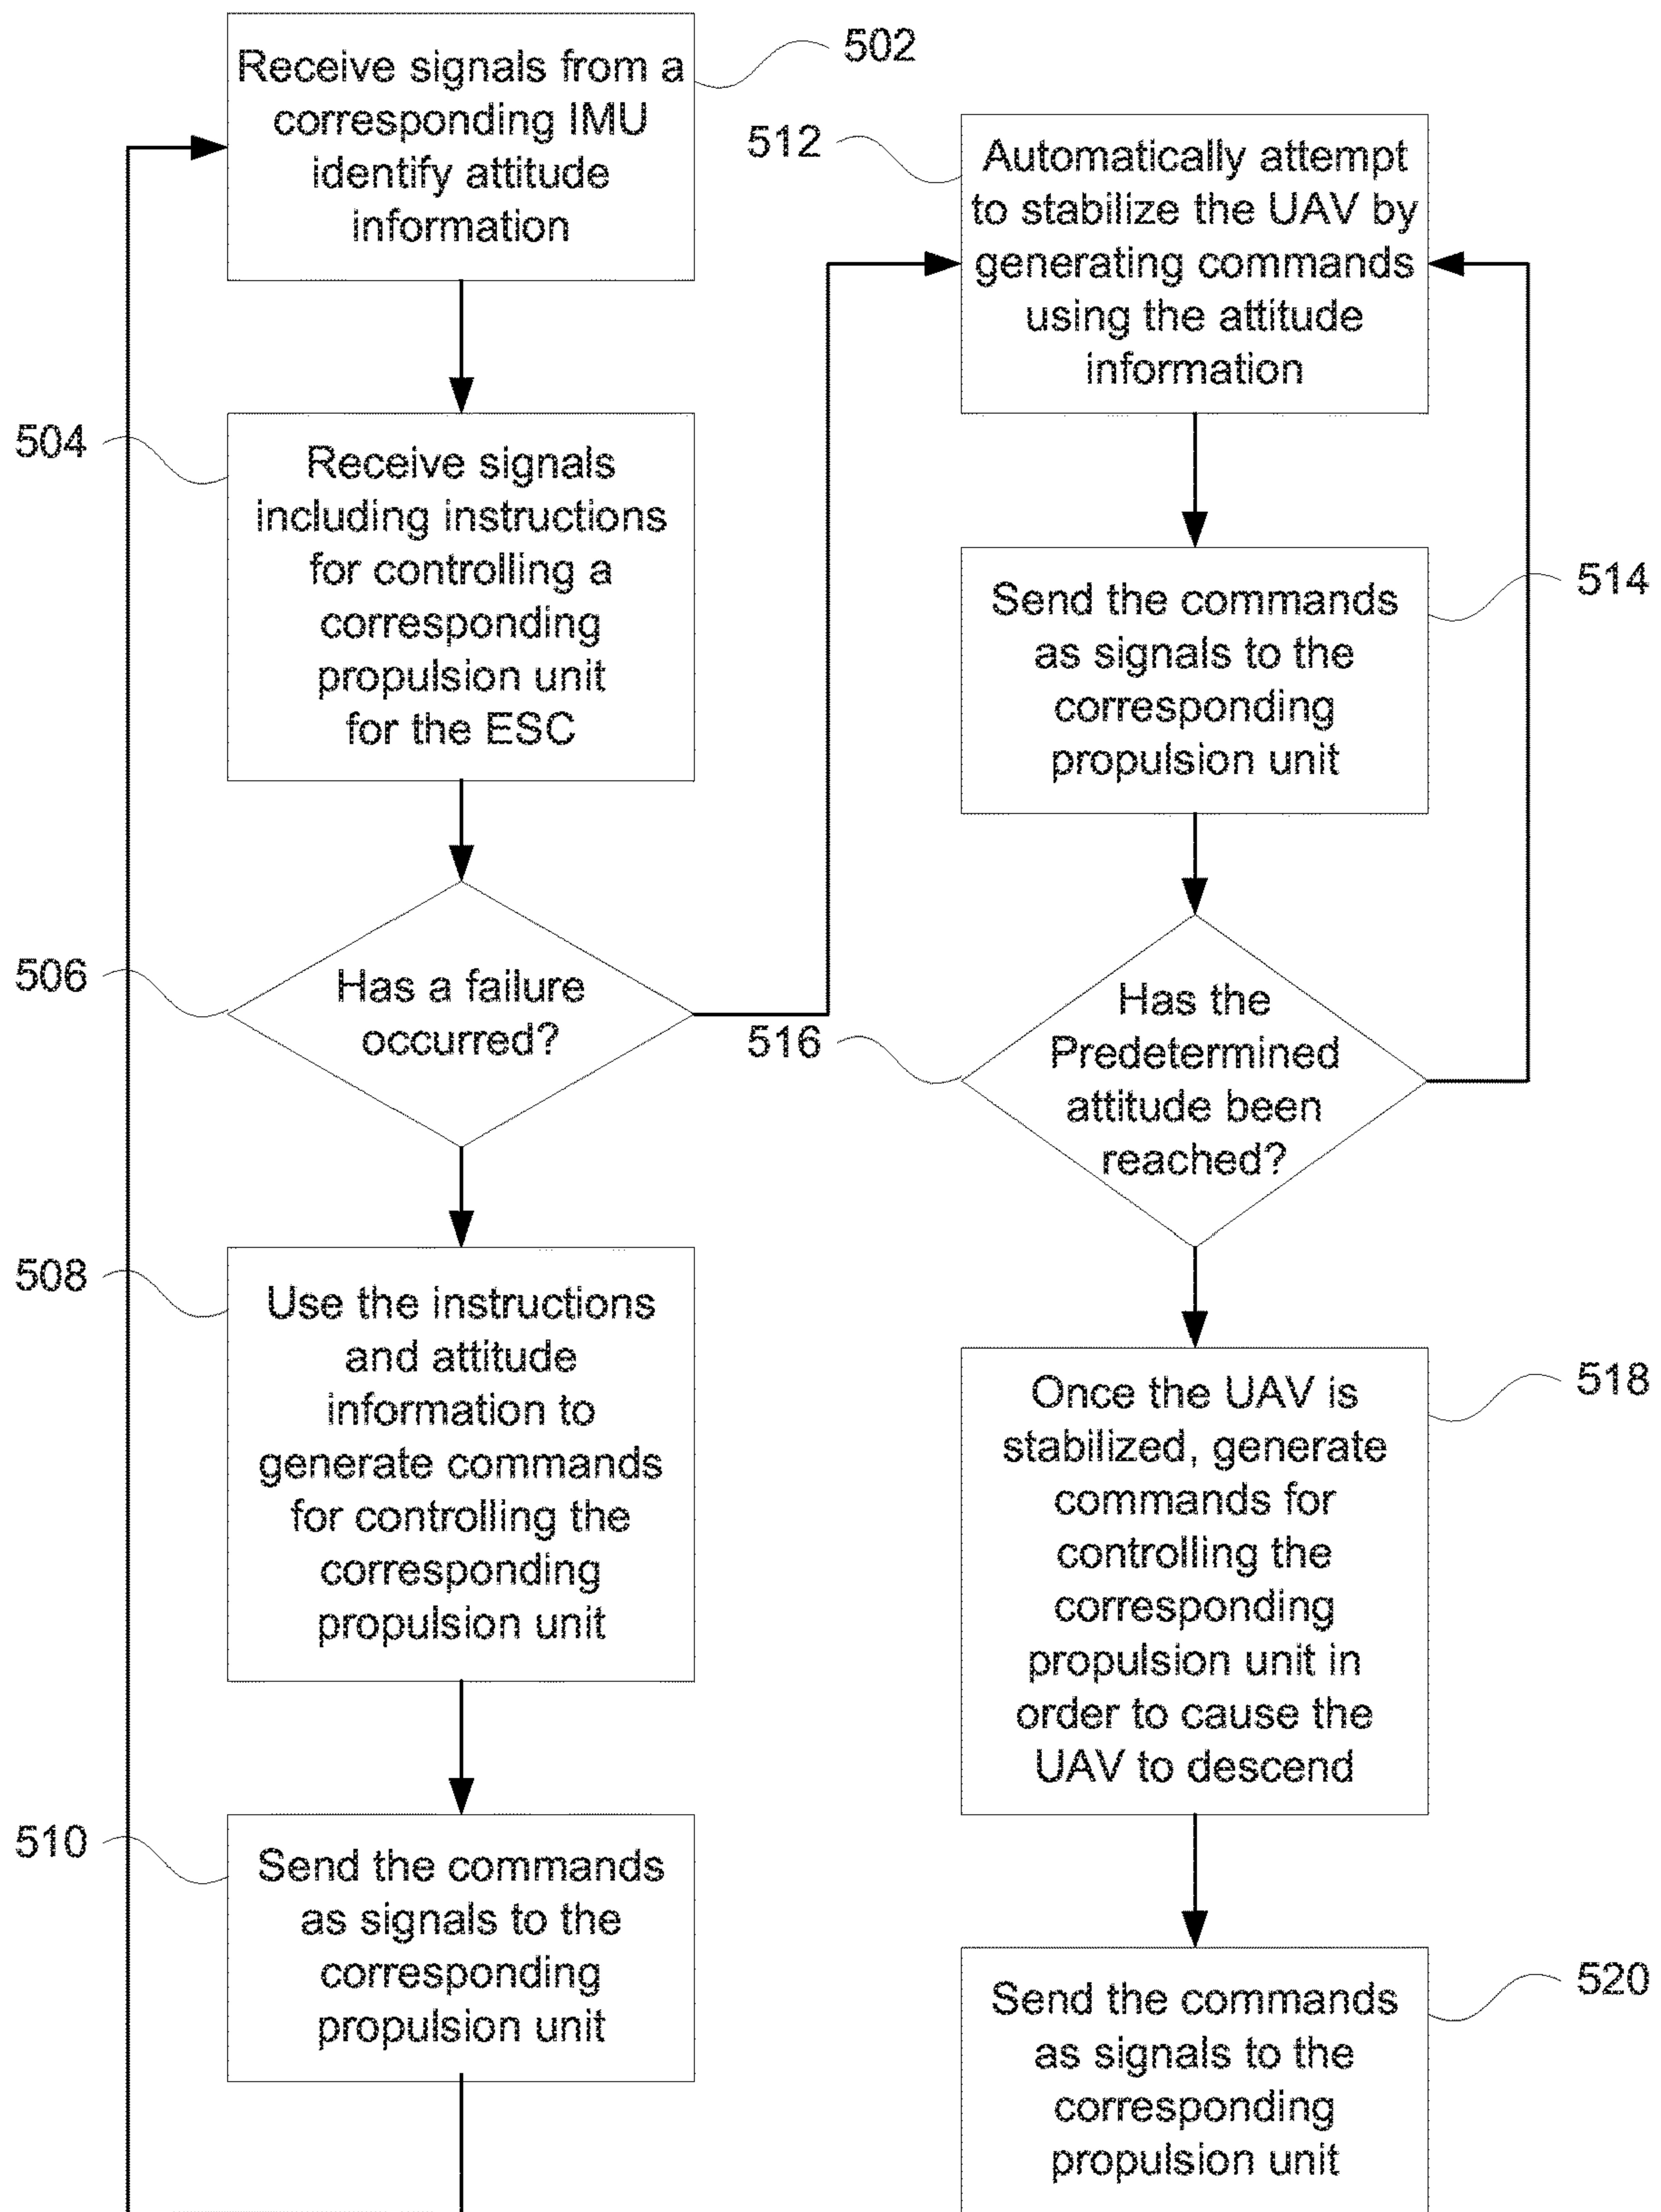 502
Receive signals from a
corresponding IMU
identify attitude
information
504
Receive signals
including instructions
for controlling a
corresponding
propulsion unit
for the ESC
506
Has a failure
occurred?
508
Use the instructions
and attitude
information to
generate commands
for controlling the
corresponding
propulsion unit
510
Send the commands
as signals to the
corresponding
propulsion unit
512
Automatically attempt
to stabilize the UAV by
generating commands
using the attitude
information
514
Send the commands
as signals to the
corresponding
propulsion unit
516
Has the
Predetermined
attitude been
reached?
518
Once the UAV is
stabilized, generate
commands for
controlling the
corresponding
propulsion unit in
order to cause the
UAV to descend
520
Send the commands
as signals to the
corresponding
propulsion unit